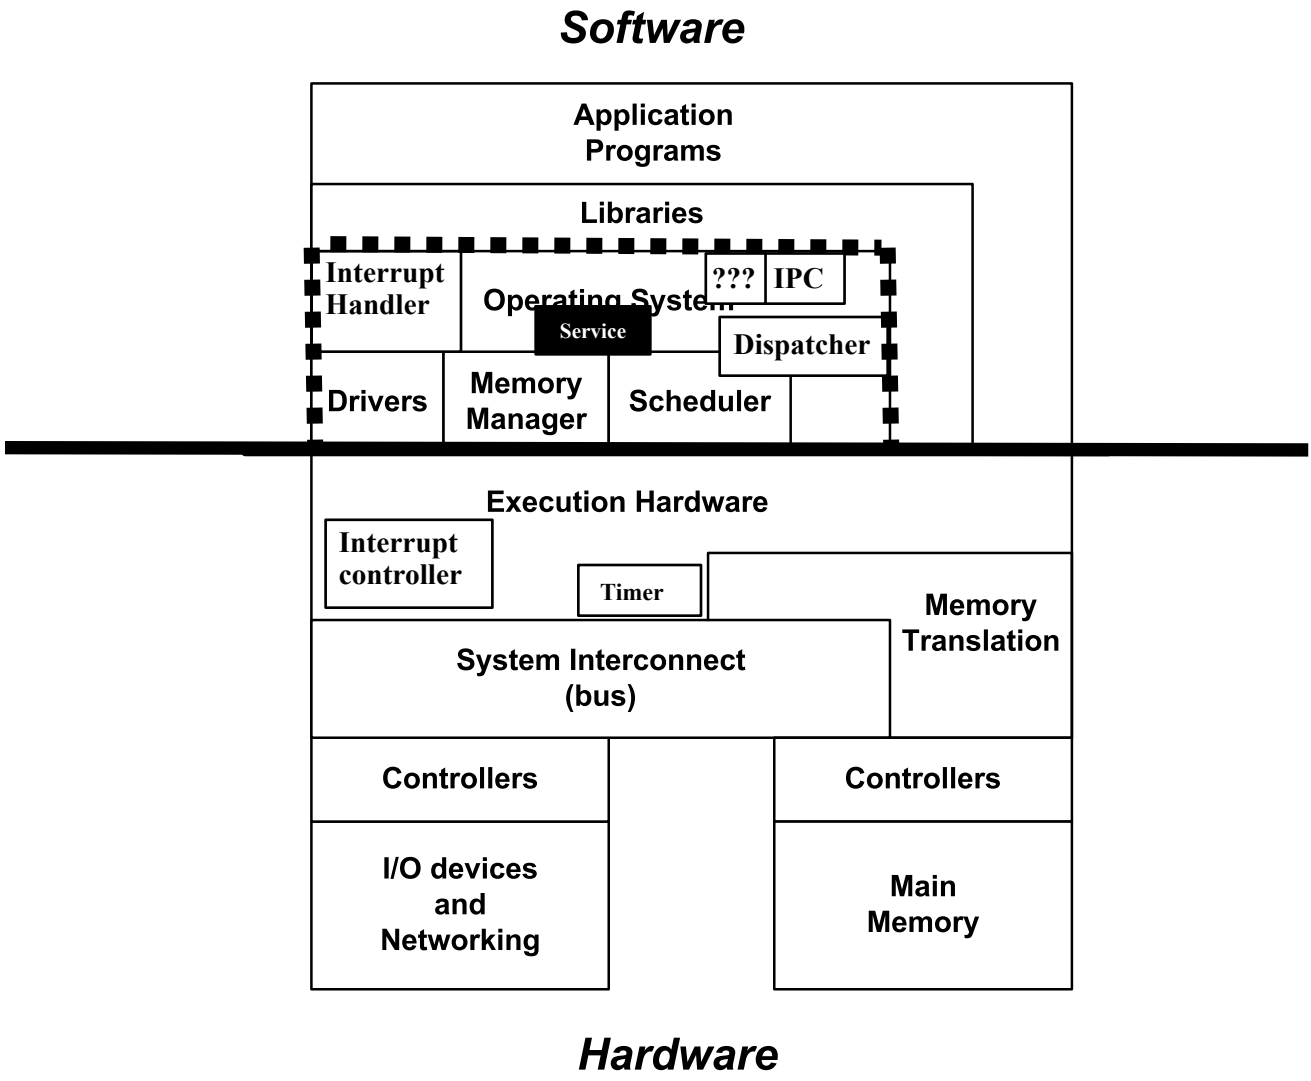 Software
Application
Programs
Libraries
Interrupt
Handler
??? IPC
Operating System
Service
Dispatcher
Drivers
Memory
Manager
Scheduler
Execution Hardware
Interrupt
controller
Timer
Memory
Translation
System Interconnect
(bus)
Controllers
Controllers
I/O devices
and
Networking
Main
Memory
Hardware